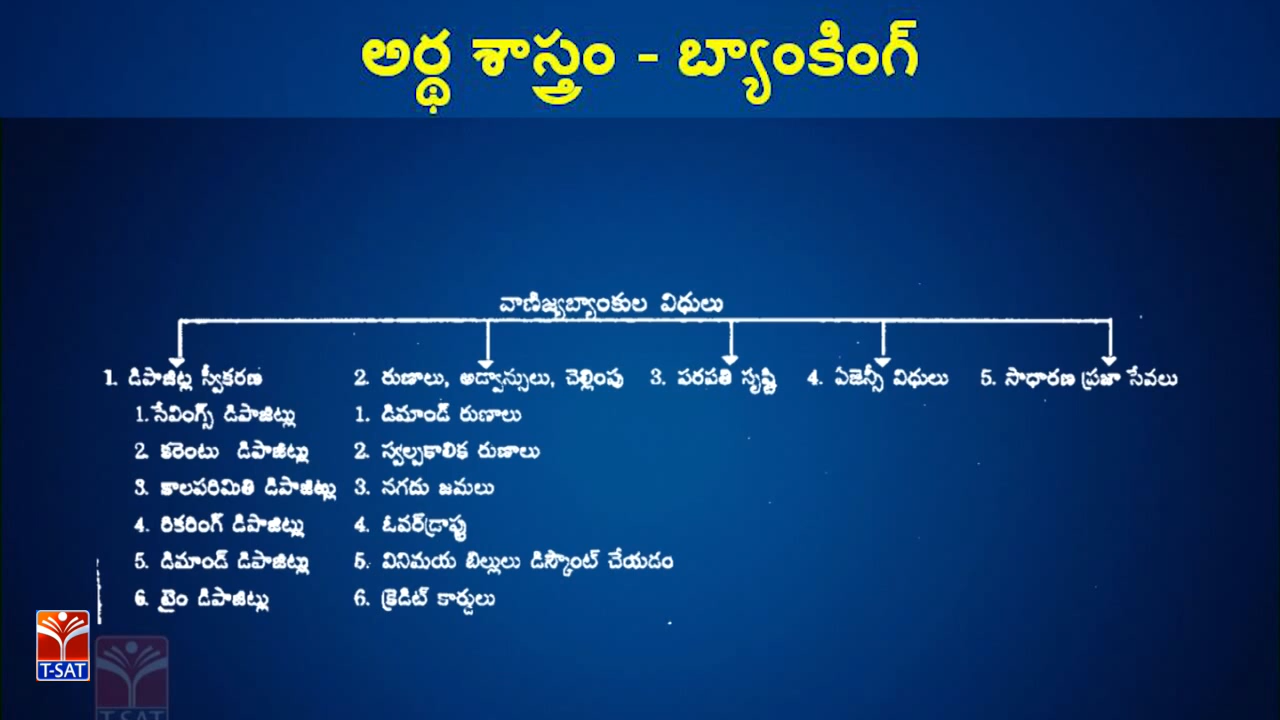 అర్థ శాస్త్రం - బ్యాంకింగ్
వాణిజ్యబ్యాంకుల విధులు
1. డిపాజిట్ల స్వీకరణ
1. సేవింగ్స్ డిపాజిట్లు
2. కరెంటు డిపాజిట్లు
3. కాలపరిమితి డిపాజిట్లు
4. రికరింగ్ డిపాజిట్లు
5. డిమాండ్ డిపాజిట్లు
6. టైం డిపాజిట్లు
2. రుణాలు, అడ్వాన్సులు, చెల్లింపు
1. డిమాండ్ రుణాలు
2. స్వల్పకాలిక రుణాలు
3. నగదు జమలు
4. ఓవర్‌డ్రాఫ్టు
5. వినిమయ బిల్లులు డిస్కౌంట్ చేయడం
6. క్రెడిట్ కార్డులు
3. పరపతి సృష్టి
4. ఏజెన్సీ విధులు
5. సాధారణ ప్రజా సేవలు
T-SAT
T-SAT